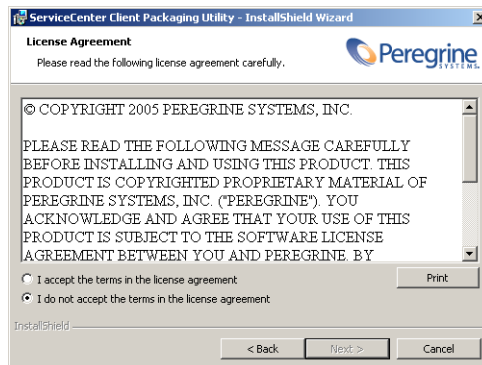 ServiceCenter Client Packaging Utility - InstallShield Wizard
License Agreement
Please read the following license agreement carefully.
Peregrine
SYSTEMS
© COPYRIGHT 2005 PEREGRINE SYSTEMS, INC.
PLEASE READ THE FOLLOWING MESSAGE CAREFULLY
BEFORE INSTALLING AND USING THIS PRODUCT. THIS
PRODUCT IS COPYRIGHTED PROPRIETARY MATERIAL OF
PEREGRINE SYSTEMS, INC. ("PEREGRINE"). YOU
ACKNOWLEDGE AND AGREE THAT YOUR USE OF THIS
PRODUCT IS SUBJECT TO THE SOFTWARE LICENSE
AGREEMENT BETWEEN YOU AND PEREGRINE. BY
I accept the terms in the license agreement
Print
I do not accept the terms in the license agreement
InstallShield
< Back
Next >
Cancel